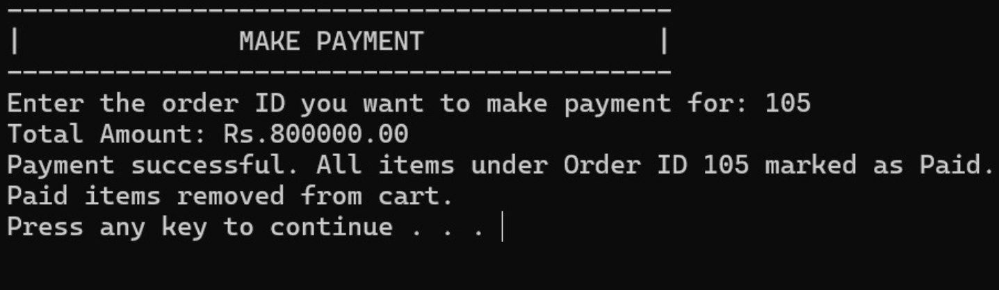 -------------------------------------------
|              MAKE PAYMENT               |
-------------------------------------------
Enter the order ID you want to make payment for: 105
Total Amount: Rs.800000.00
Payment successful. All items under Order ID 105 marked as Paid.
Paid items removed from cart.
Press any key to continue . . .